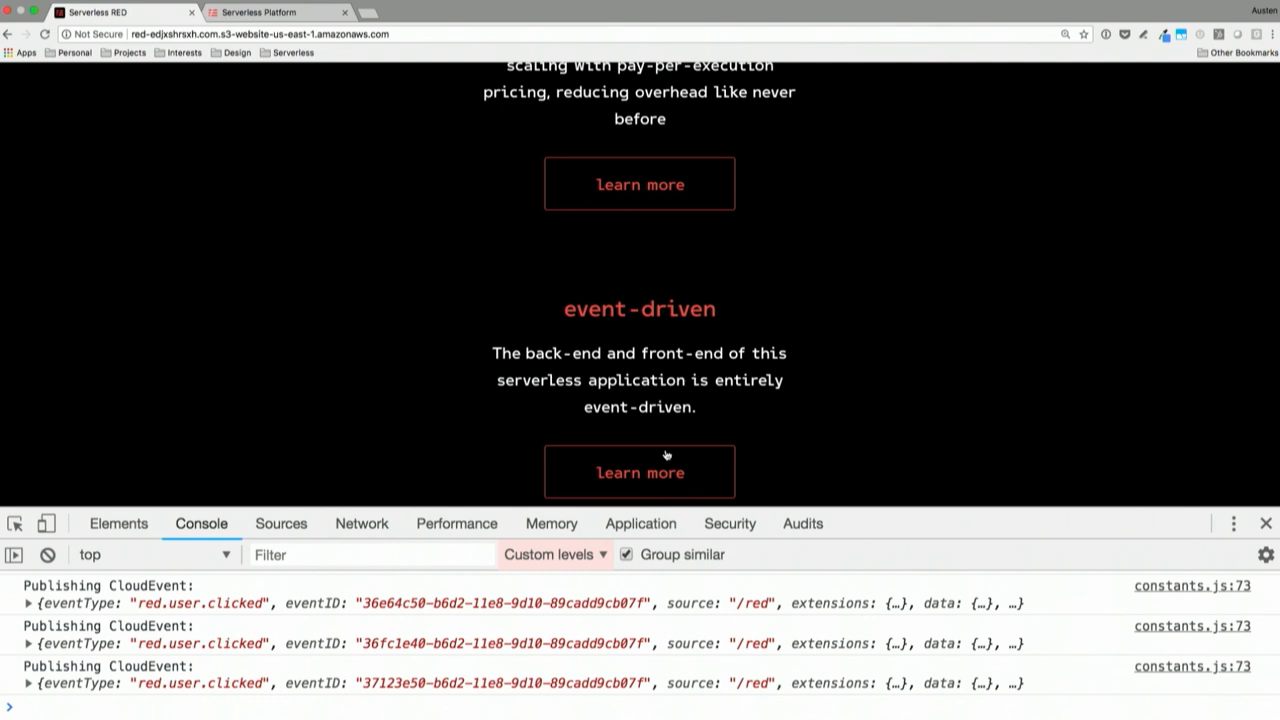 Serverless RED
Serverless Platform
Austen
Not Secure
red-edjxshrsxh.com.s3-website-us-east-1.amazonaws.com
Apps
Personal
Projects
Interests
Design
Serverless
Other Bookmarks
scaling with pay-per-execution
pricing, reducing overhead like never
before
learn more
event-driven
The back-end and front-end of this
serverless application is entirely
event-driven.
learn more
Elements
Console
Sources
Network
Performance
Memory
Application
Security
Audits
top
Filter
Custom levels
Group similar
Publishing CloudEvent:
constants.js:73
{eventType: "red.user.clicked", eventID: "36e64c50-b6d2-11e8-9d10-89cadd9cb07f", source: "/red", extensions: {…}, data: {…}, …}
Publishing CloudEvent:
constants.js:73
{eventType: "red.user.clicked", eventID: "36fc1e40-b6d2-11e8-9d10-89cadd9cb07f", source: "/red", extensions: {…}, data: {…}, …}
Publishing CloudEvent:
constants.js:73
{eventType: "red.user.clicked", eventID: "37123e50-b6d2-11e8-9d10-89cadd9cb07f", source: "/red", extensions: {…}, data: {…}, …}